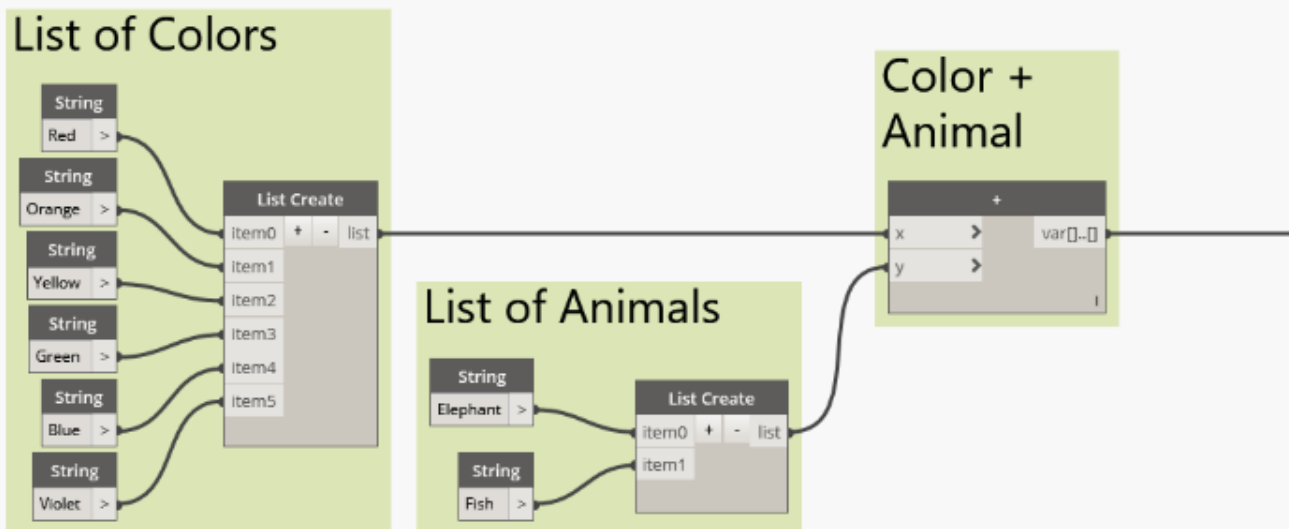 List of Colors
String
Red >
String
Orange >
String
Yellow >
String
Green >
String
Blue >
String
Violet >
List Create
item0 + - list
item1
item2
item3
item4
item5
List of Animals
String
Elephant >
String
Fish >
List Create
item0 + - list
item1
Color +
Animal
+
x > var[]..[]
y >
l